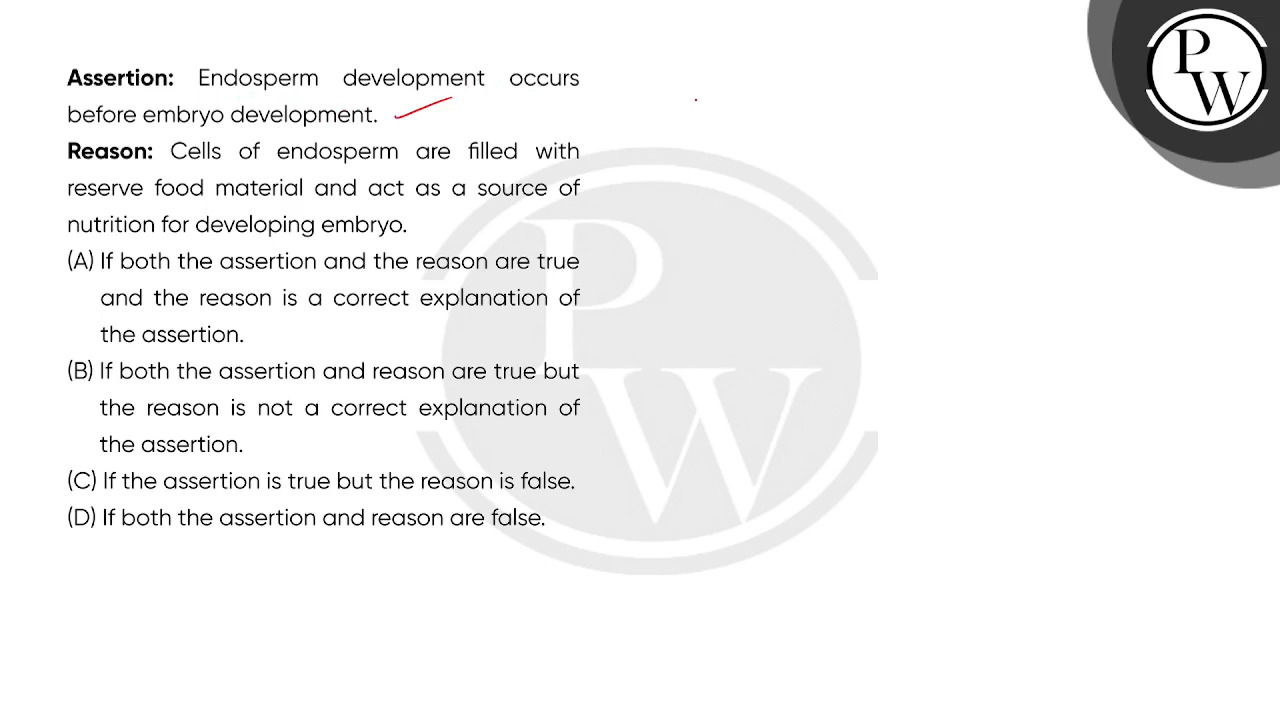 Assertion: Endosperm development occurs
before embryo development.
Reason: Cells of endosperm are filled with
reserve food material and act as a source of
nutrition for developing embryo.
(A) If both the assertion and the reason are true
and the reason is a correct explanation of
the assertion.
(B) If both the assertion and reason are true but
the reason is not a correct explanation of
the assertion.
(C) If the assertion is true but the reason is false.
(D) If both the assertion and reason are false.
P
W
P
W